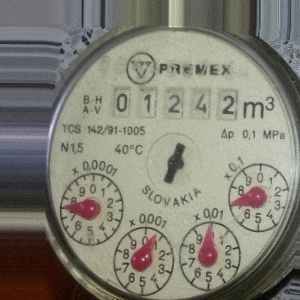 PREMEX
B-H 01242 m³
A-V
TCS 142/91-1005 Δp 0,1 MPa
N1,5 40°C
SLOVAKIA
x 0,0001 x 0,001 x 0,01 x 0,1